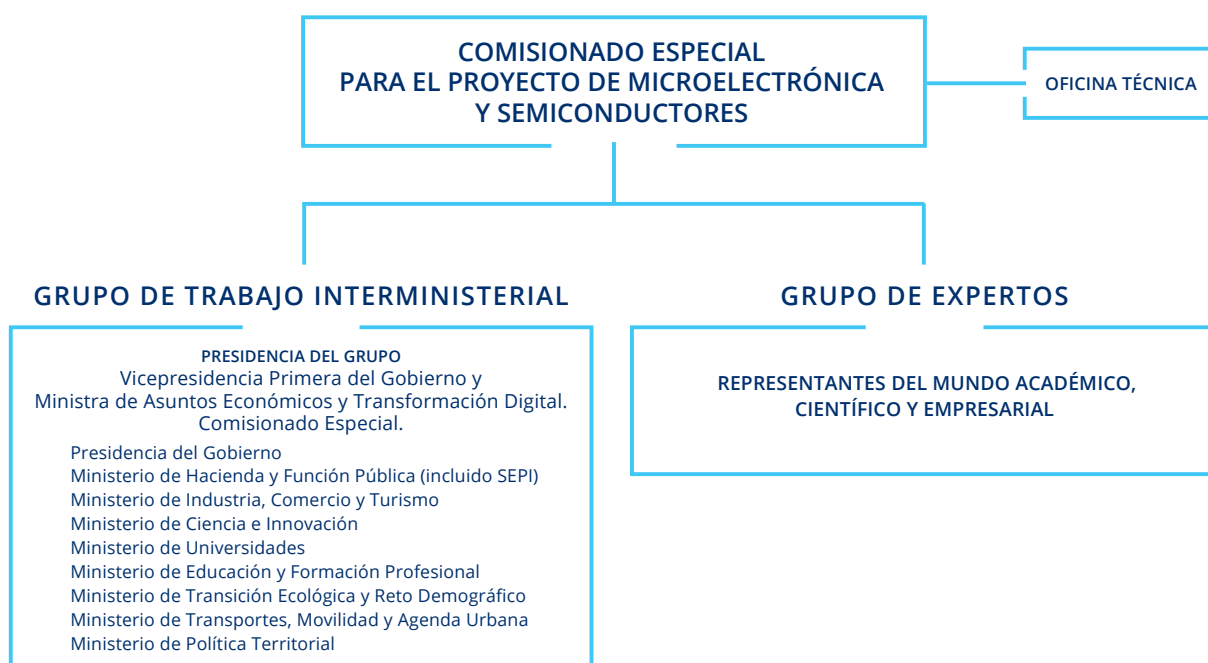 COMISIONADO ESPECIAL
PARA EL PROYECTO DE MICROELECTRÓNICA
Y SEMICONDUCTORES
OFICINA TÉCNICA
GRUPO DE TRABAJO INTERMINISTERIAL
PRESIDENCIA DEL GRUPO
Vicepresidencia Primera del Gobierno y
Ministra de Asuntos Económicos y Transformación Digital.
Comisionado Especial.
Presidencia del Gobierno
Ministerio de Hacienda y Función Pública (incluido SEPI)
Ministerio de Industria, Comercio y Turismo
Ministerio de Ciencia e Innovación
Ministerio de Universidades
Ministerio de Educación y Formación Profesional
Ministerio de Transición Ecológica y Reto Demográfico
Ministerio de Transportes, Movilidad y Agenda Urbana
Ministerio de Política Territorial
GRUPO DE EXPERTOS
REPRESENTANTES DEL MUNDO ACADÉMICO,
CIENTÍFICO Y EMPRESARIAL